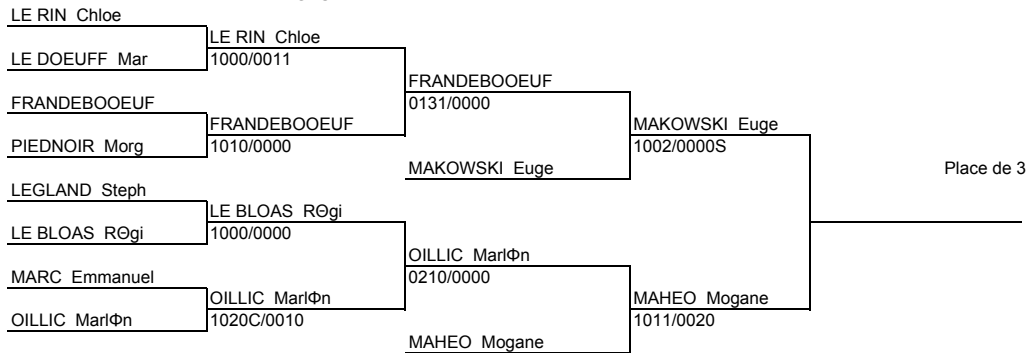 LE RIN Chloe
LE RIN Chloe
LE DOEUFF Mar
1000/0011
FRANDEBOOEUF
FRANDEBOOEUF
0131/0000
FRANDEBOOEUF
MAKOWSKI Euge
PIEDNOIR Morg
1010/0000
1002/0000S
MAKOWSKI Euge
Place de 3
LEGLAND Steph
LE BLOAS RΘgi
LE BLOAS RΘgi
1000/0000
OILLIC MarlΦn
MARC Emmanuel
0210/0000
OILLIC MarlΦn
MAHEO Mogane
OILLIC MarlΦn
1020C/0010
1011/0020
MAHEO Mogane